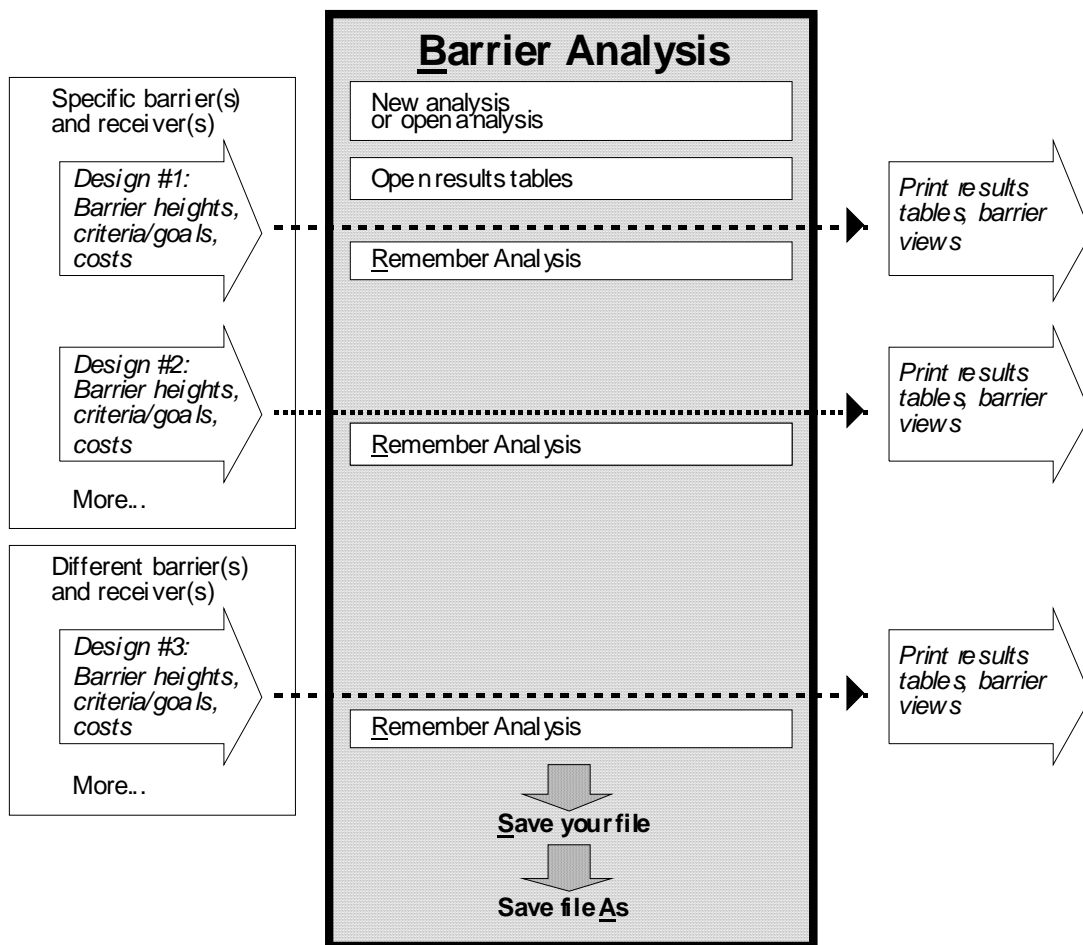 Barrier Analysis
Specific barrier(s)
and receiver(s)
Design #1:
Barrier heights,
criteria/goals,
costs
New analysis
or open analysis
Open results tables
Remember Analysis
Print results
tables, barrier
views
Design #2:
Barrier heights,
criteria/goals,
costs
More...
Remember Analysis
Print results
tables, barrier
views
Different barrier(s)
and receiver(s)
Design #3:
Barrier heights,
criteria/goals,
costs
More...
Remember Analysis
Print results
tables, barrier
views
Save your file
Save file As